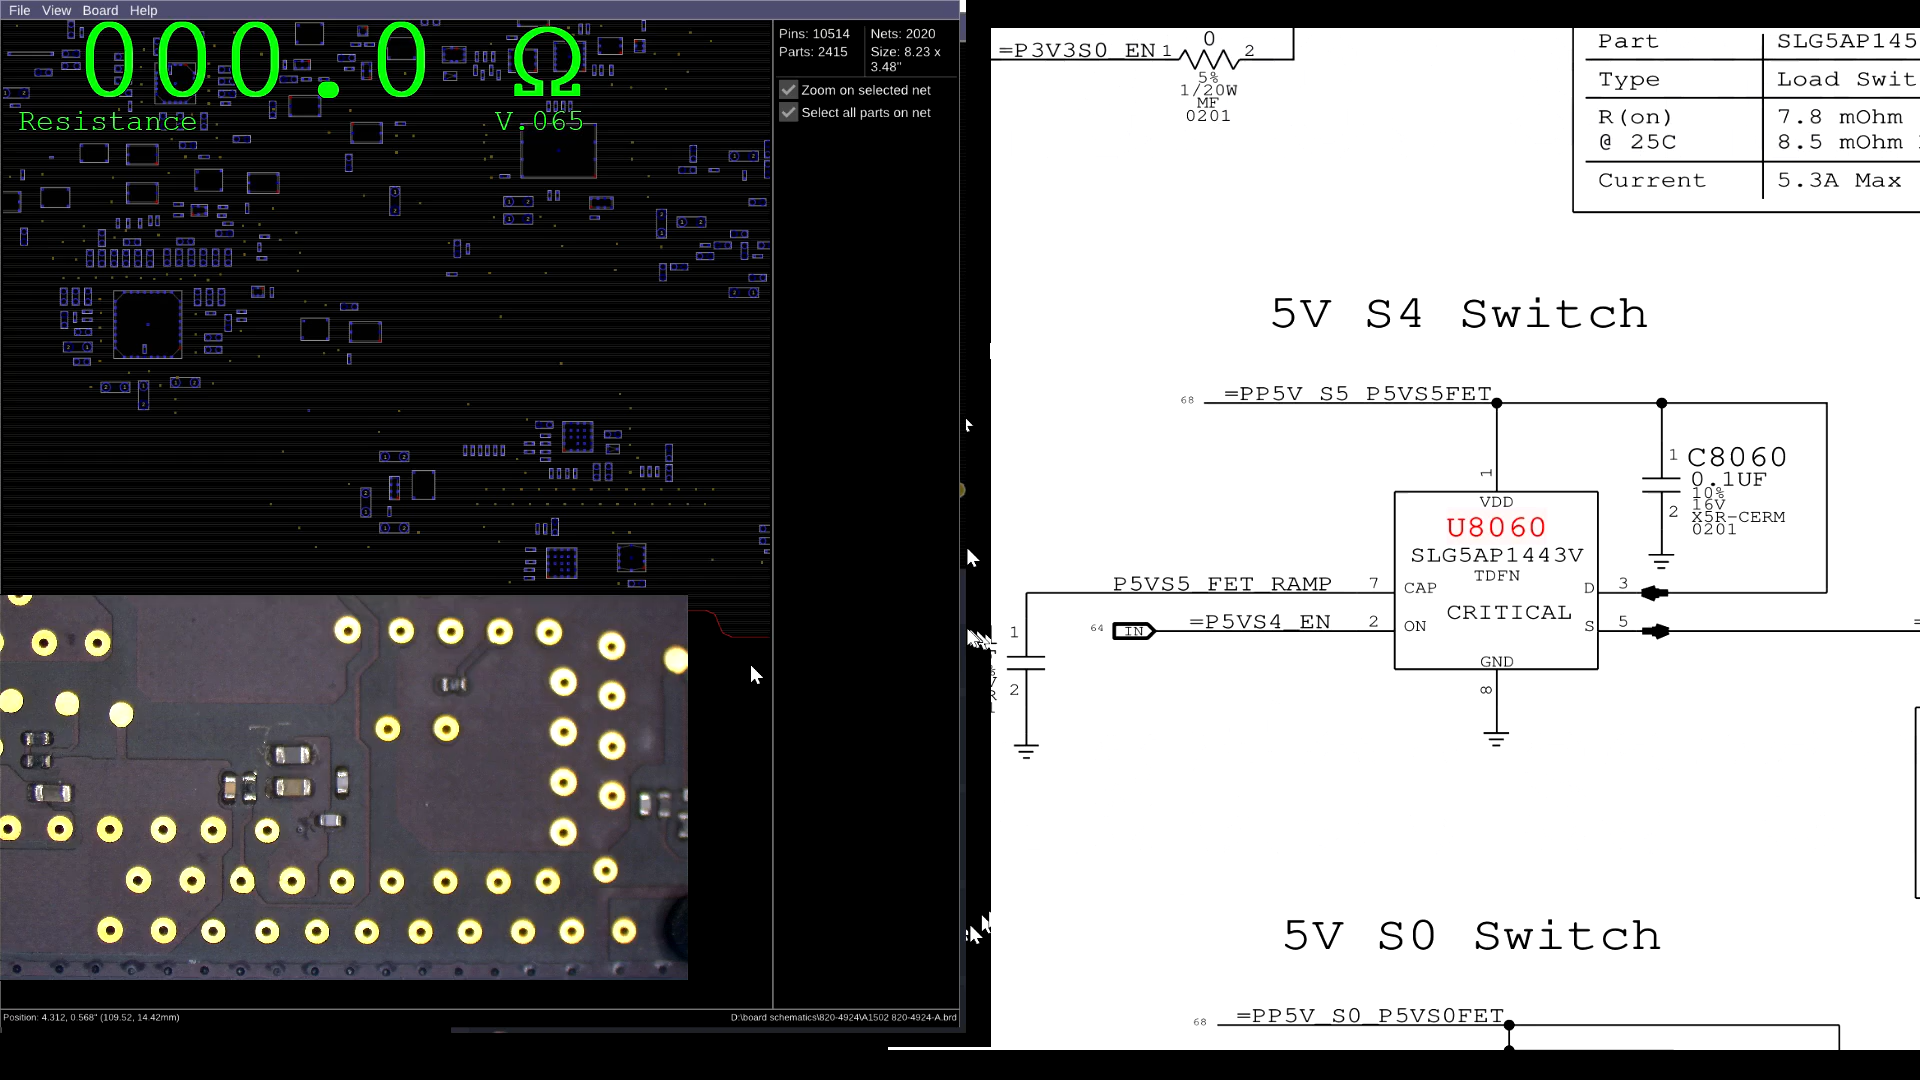 File View Board Help
000.0 Ω
Resistance V.065
Pins: 10514 Nets: 2020
Parts: 2415 Size: 8.23 x 3.48"
Zoom on selected net
Select all parts on net
Position: 4.312, 0.568" (109.52, 14.42mm)
D:\board schematics\820-4924\A1502 820-4924-A.brd
0
=P3V3S0_EN 1 2
5%
1/20W
MF
0201
Part SLG5AP145
Type Load Swit
R(on) 7.8 mOhm
@ 25C 8.5 mOhm
Current 5.3A Max
5V S4 Switch
68 =PP5V_S5_P5VS5FET
1
VDD
U8060
SLG5AP1443V
TDFN
CRITICAL
1 C8060
0.1UF
10%
16V
2 X5R-CERM
0201
P5VS5_FET_RAMP 7 CAP
D 3
64 IN =P5VS4_EN 2 ON
S 5
GND
8
1
2
5V S0 Switch
68 =PP5V_S0_P5VS0FET